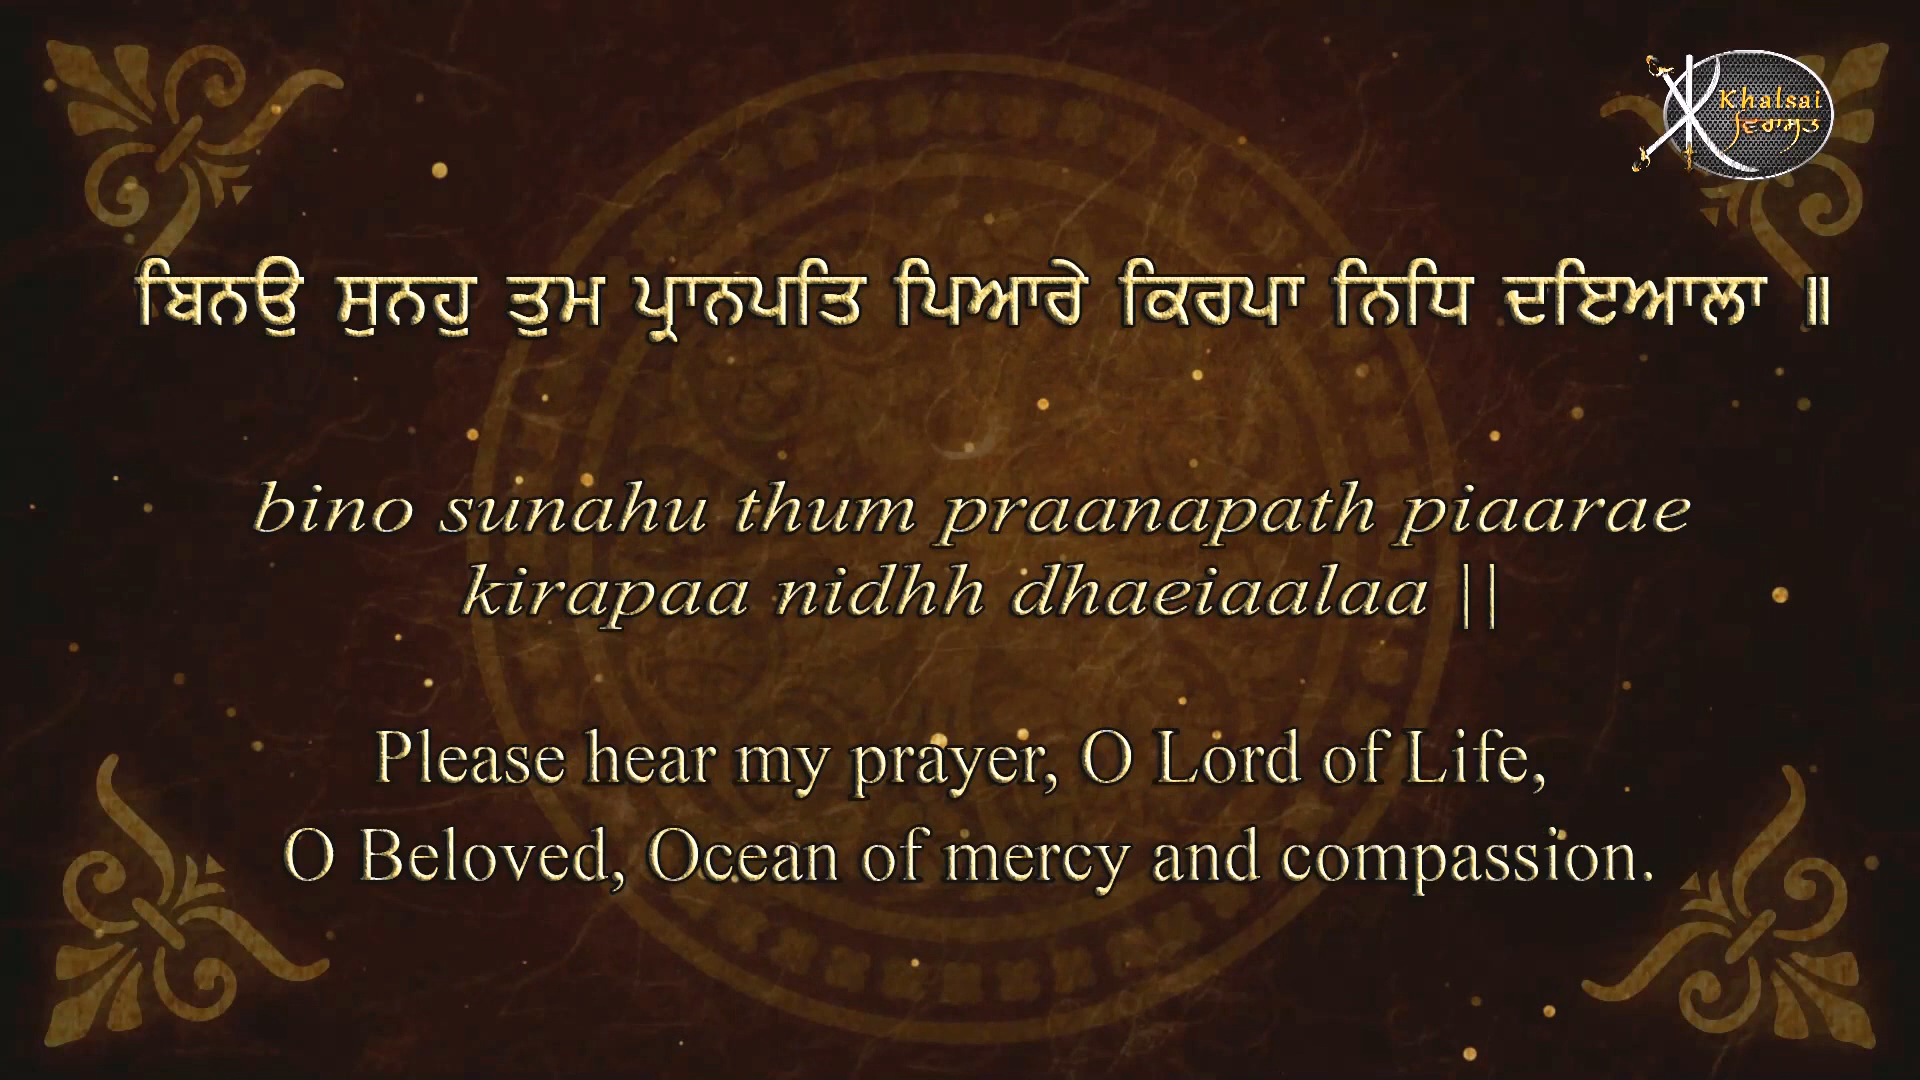 Khalsai
ਵਿਰਾਸਤ
ਬਿਨਉ ਸੁਨਹੁ ਤੁਮ ਪ੍ਰਾਨਪਤਿ ਪਿਆਰੇ ਕਿਰਪਾ ਨਿਧਿ ਦਇਆਲਾ ॥
bino sunahu thum praanapath piaarae
kirapaa nidhh dhaeiaalaa ||
Please hear my prayer, O Lord of Life,
O Beloved, Ocean of mercy and compassion.